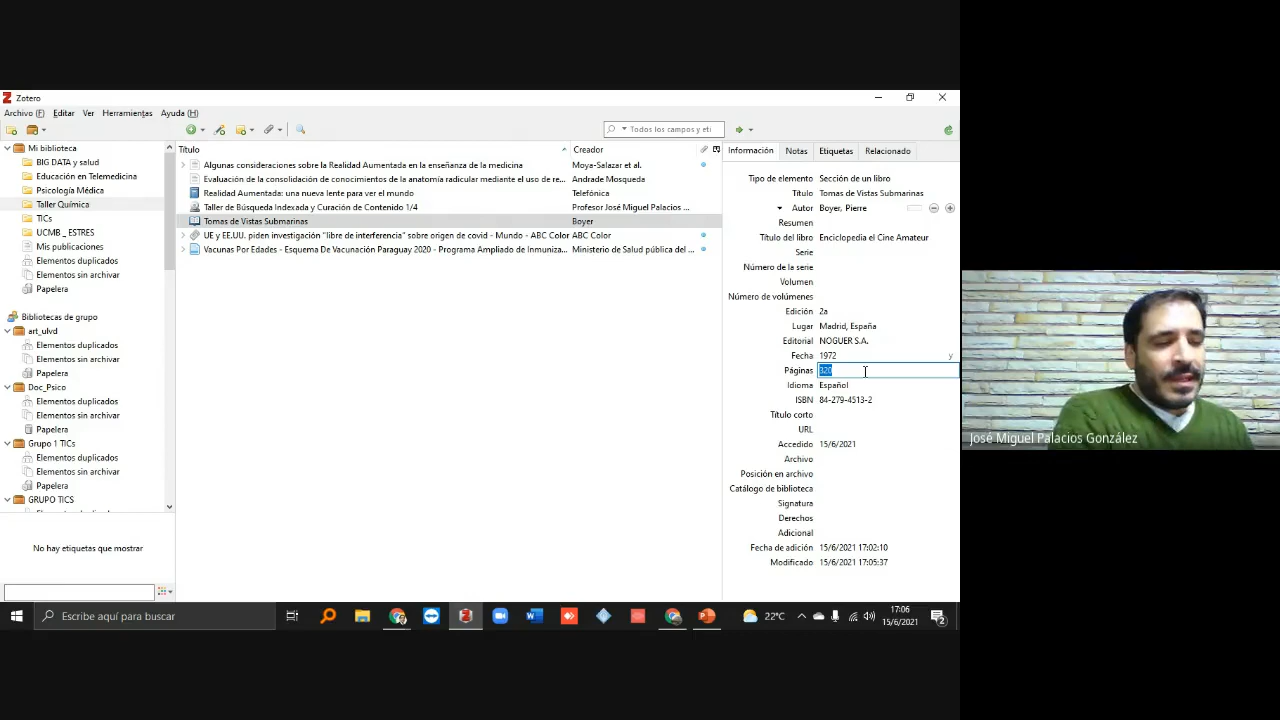 Zotero
Archivo (F) Editar Ver Herramientas Ayuda (H)
Todos los campos y eti
Mi biblioteca
BIG DATA y salud
Educación en Telemedicina
Psicología Médica
Taller Química
TICs
UCMB _ ESTRES
Mis publicaciones
Elementos duplicados
Elementos sin archivar
Papelera
Bibliotecas de grupo
art_ulvd
Elementos duplicados
Elementos sin archivar
Doc_Psico
Elementos duplicados
Papelera
Grupo 1 TICs
Elementos duplicados
Elementos sin archivar
Papelera
GRUPO TICS
No hay etiquetas que mostrar
Título Creador
Algunas consideraciones sobre la Realidad Aumentada en la enseñanza de la medicina Moya-Salazar et al.
Evaluación de la consolidación de conocimientos de la anatomía radicular mediante el uso de re... Andrade Mosqueda
Realidad Aumentada: una nueva lente para ver el mundo Telefónica
Taller de Búsqueda Indexada y Curación de Contenido 1/4 Profesor José Miguel Palacios ...
Tomas de Vistas Submarinas Boyer
UE y EE.UU. piden investigación "libre de interferencia" sobre origen de covid - Mundo - ABC Color ABC Color
Vacunas Por Edades - Esquema De Vacunación Paraguay 2020 - Programa Ampliado de Inmuniza... Ministerio de Salud pública del ...
Información Notas Etiquetas Relacionado
Tipo de elemento Sección de un libro
Título Tomas de Vistas Submarinas
Autor Boyer, Pierre
Resumen
Título del libro Enciclopedia el Cine Amateur
Serie
Número de la serie
Volumen
Número de volúmenes
Edición 2a
Lugar Madrid, España
Editorial NOGUER S.A.
Fecha 1972 y
Páginas 320
Idioma Español
ISBN 84-279-4513-2
Título corto
URL
Accedido 15/6/2021
Archivo
Posición en archivo
Catálogo de biblioteca
Signatura
Derechos
Adicional
Fecha de adición 15/6/2021 17:02:10
Modificado 15/6/2021 17:05:37
José Miguel Palacios González
Escribe aquí para buscar
22°C
17:06
15/6/2021
2